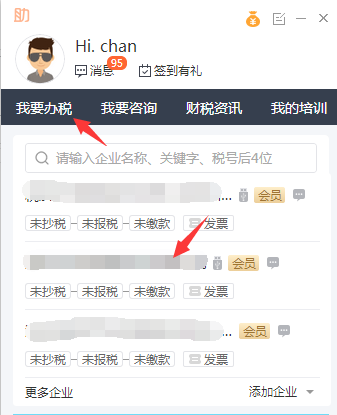 助
Hi. chan
消息 95 签到有礼
我要办税 我要咨询 财税资讯 我的培训
请输入企业名称、关键字、税号后4位
... 会员
未抄税 未报税 未缴款 发票
会员
未抄税 未报税 未缴款 发票
... 会员
未抄税 未报税 未缴款 发票
更多企业 添加企业